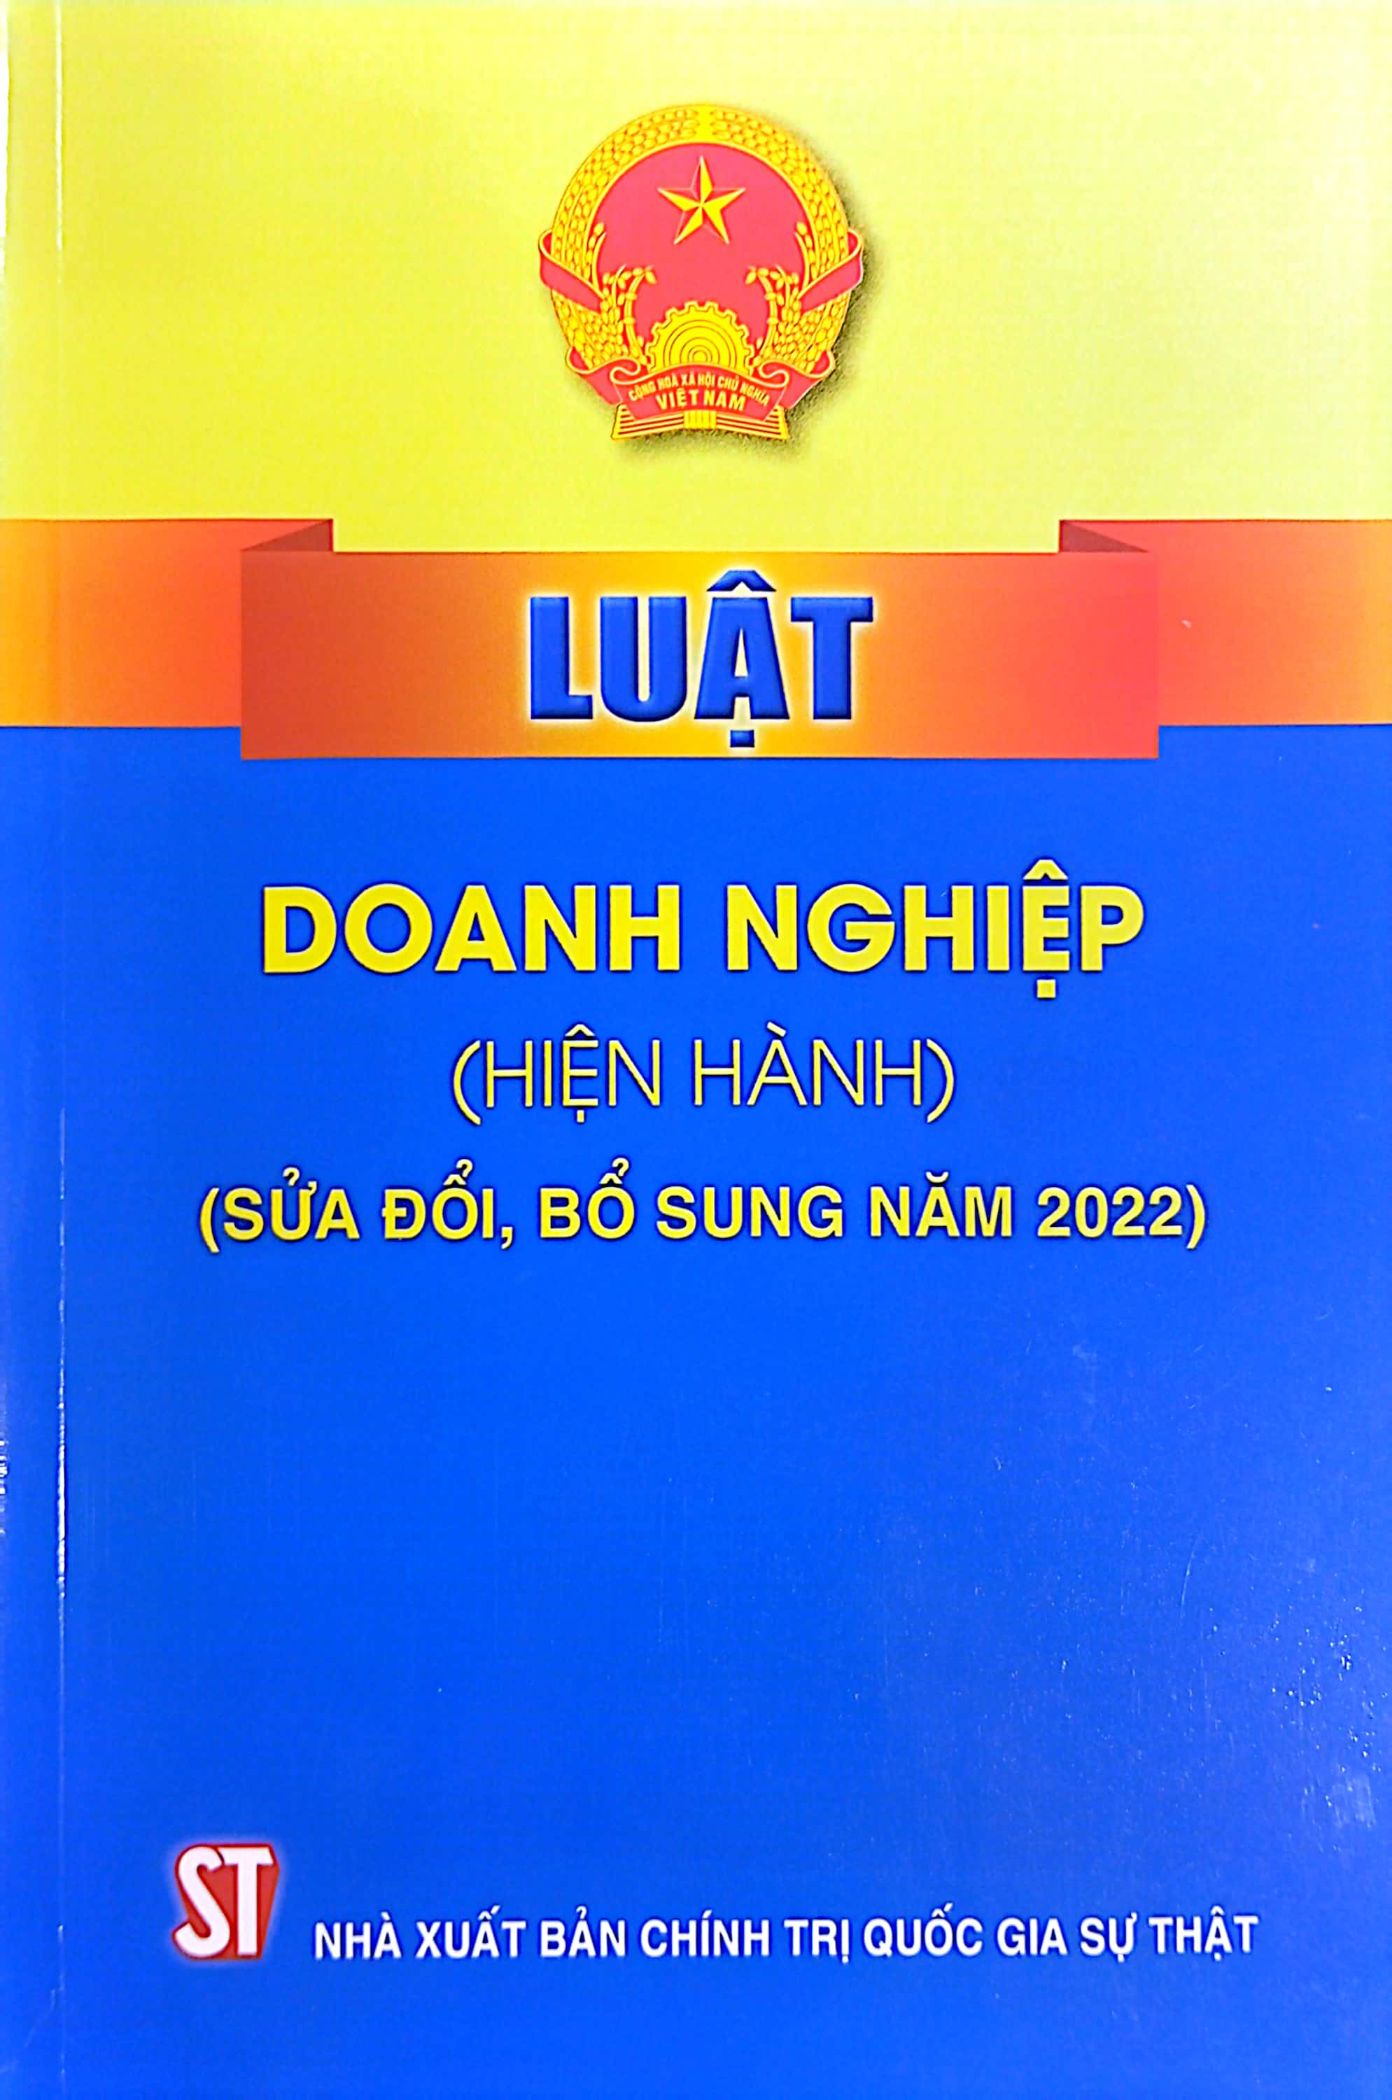 CỘNG HOÀ XÃ HỘI CHỦ NGHĨA
VIỆT NAM
LUẬT
DOANH NGHIỆP
(HIỆN HÀNH)
(SỬA ĐỔI, BỔ SUNG NĂM 2022)
ST
NHÀ XUẤT BẢN CHÍNH TRỊ QUỐC GIA SỰ THẬT